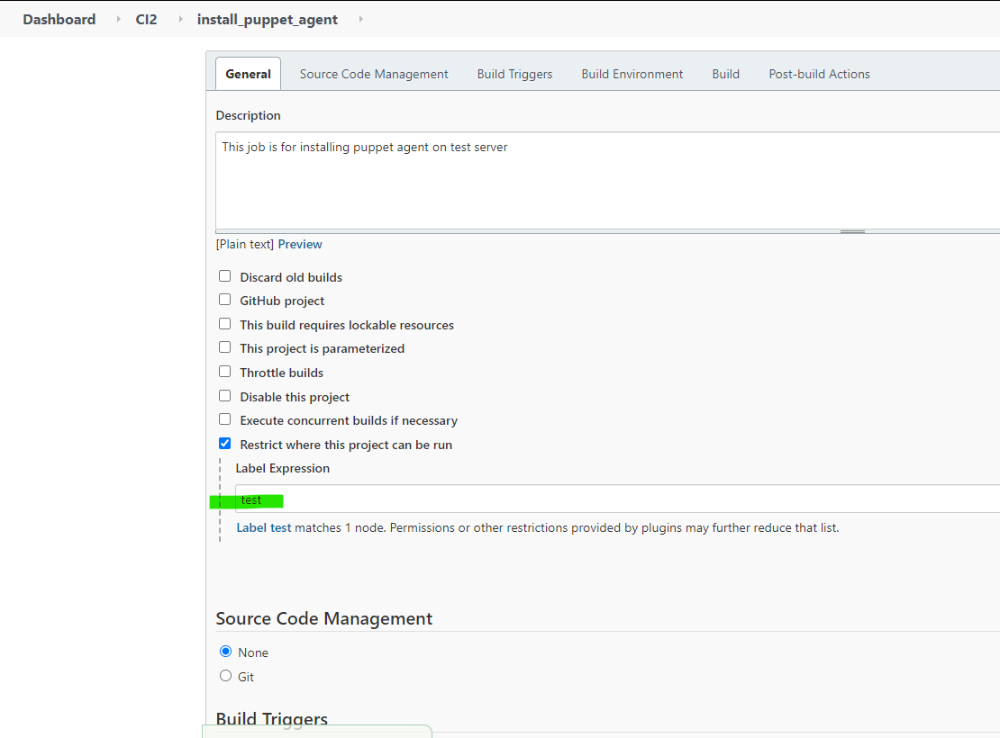 Dashboard CI2 install_puppet_agent
General Source Code Management Build Triggers Build Environment Build Post-build Actions
Description
This job is for installing puppet agent on test server
[Plain text] Preview
Discard old builds
GitHub project
This build requires lockable resources
This project is parameterized
Throttle builds
Disable this project
Execute concurrent builds if necessary
Restrict where this project can be run
Label Expression
test
Label test matches 1 node. Permissions or other restrictions provided by plugins may further reduce that list.
Source Code Management
None
Git
Build Triggers